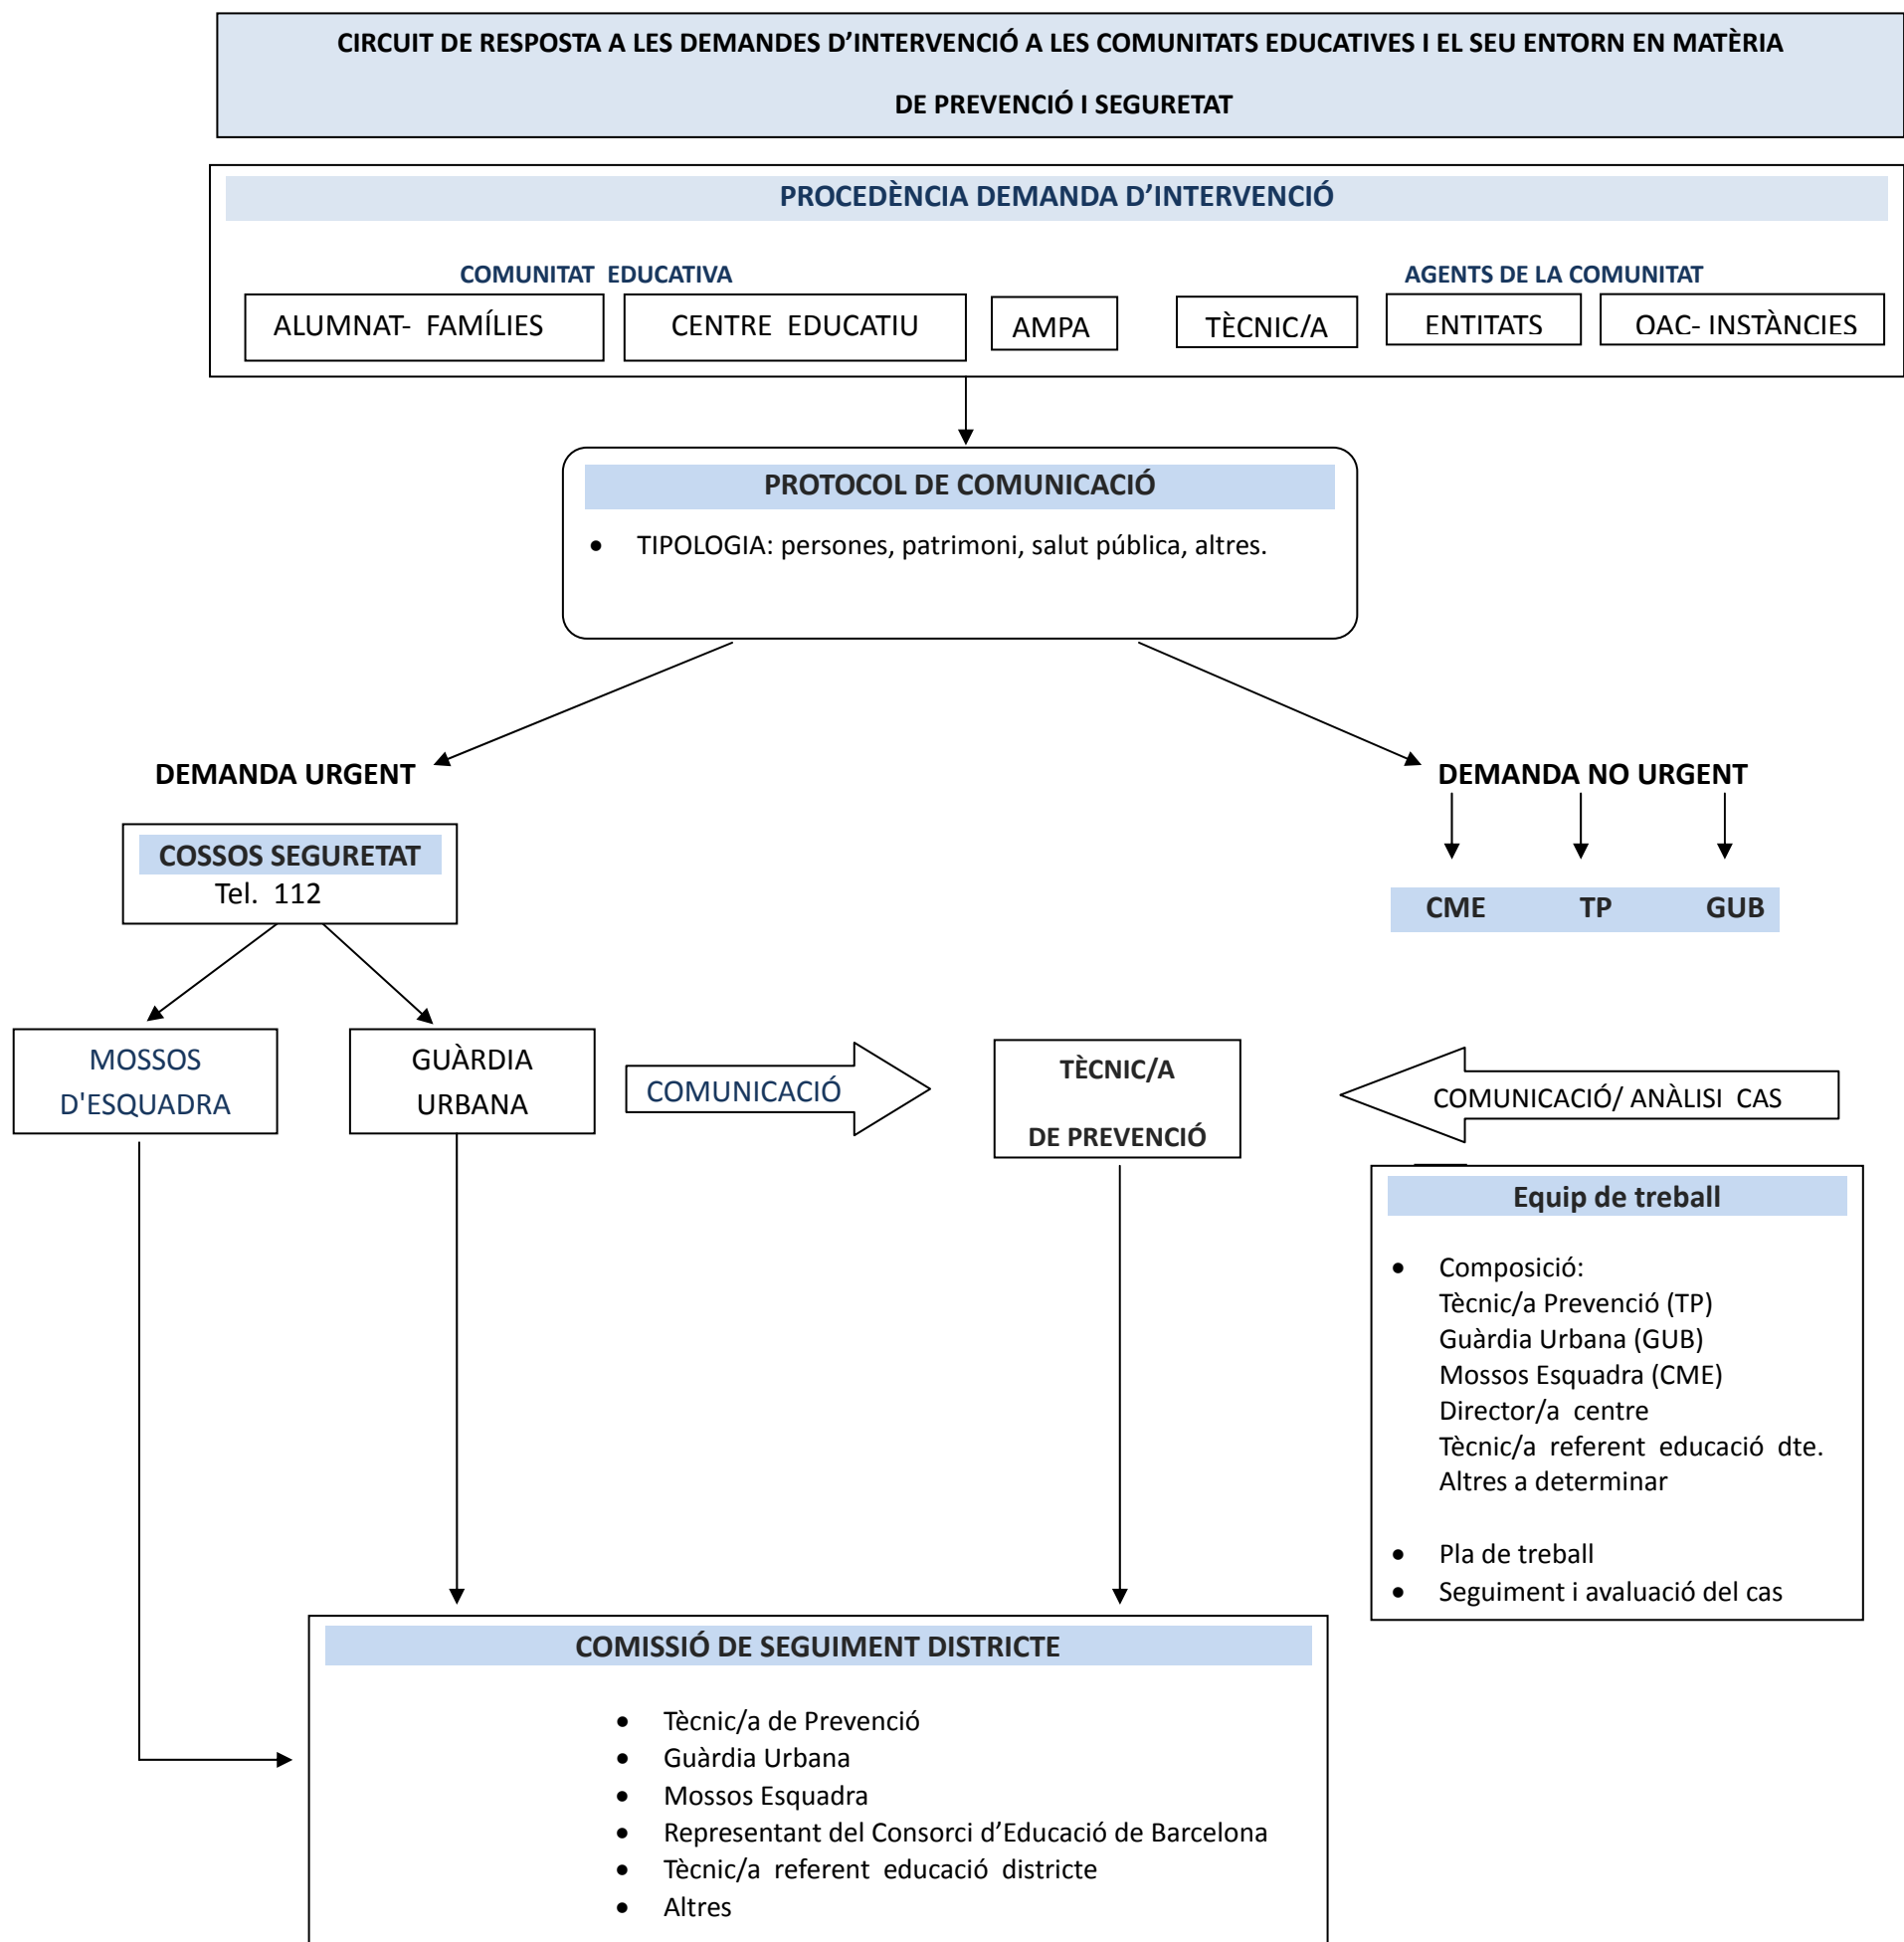 CIRCUIT DE RESPOSTA A LES DEMANDES D’INTERVENCIÓ A LES COMUNITATS EDUCATIVES I EL SEU ENTORN EN MATÈRIA
DE PREVENCIÓ I SEGURETAT
PROCEDÈNCIA DEMANDA D’INTERVENCIÓ
COMUNITAT EDUCATIVA
AGENTS DE LA COMUNITAT
ALUMNAT- FAMÍLIES
CENTRE EDUCATIU
AMPA
TÈCNIC/A
ENTITATS
OAC- INSTÀNCIES
PROTOCOL DE COMUNICACIÓ
• TIPOLOGIA: persones, patrimoni, salut pública, altres.
DEMANDA URGENT
DEMANDA NO URGENT
COSSOS SEGURETAT
Tel. 112
CME TP GUB
MOSSOS
D'ESQUADRA
GUÀRDIA
URBANA
COMUNICACIÓ
TÈCNIC/A
DE PREVENCIÓ
COMUNICACIÓ/ ANÀLISI CAS
Equip de treball
• Composició:
Tècnic/a Prevenció (TP)
Guàrdia Urbana (GUB)
Mossos Esquadra (CME)
Director/a centre
Tècnic/a referent educació dte.
Altres a determinar
• Pla de treball
• Seguiment i avaluació del cas
COMISSIÓ DE SEGUIMENT DISTRICTE
• Tècnic/a de Prevenció
• Guàrdia Urbana
• Mossos Esquadra
• Representant del Consorci d’Educació de Barcelona
• Tècnic/a referent educació districte
• Altres